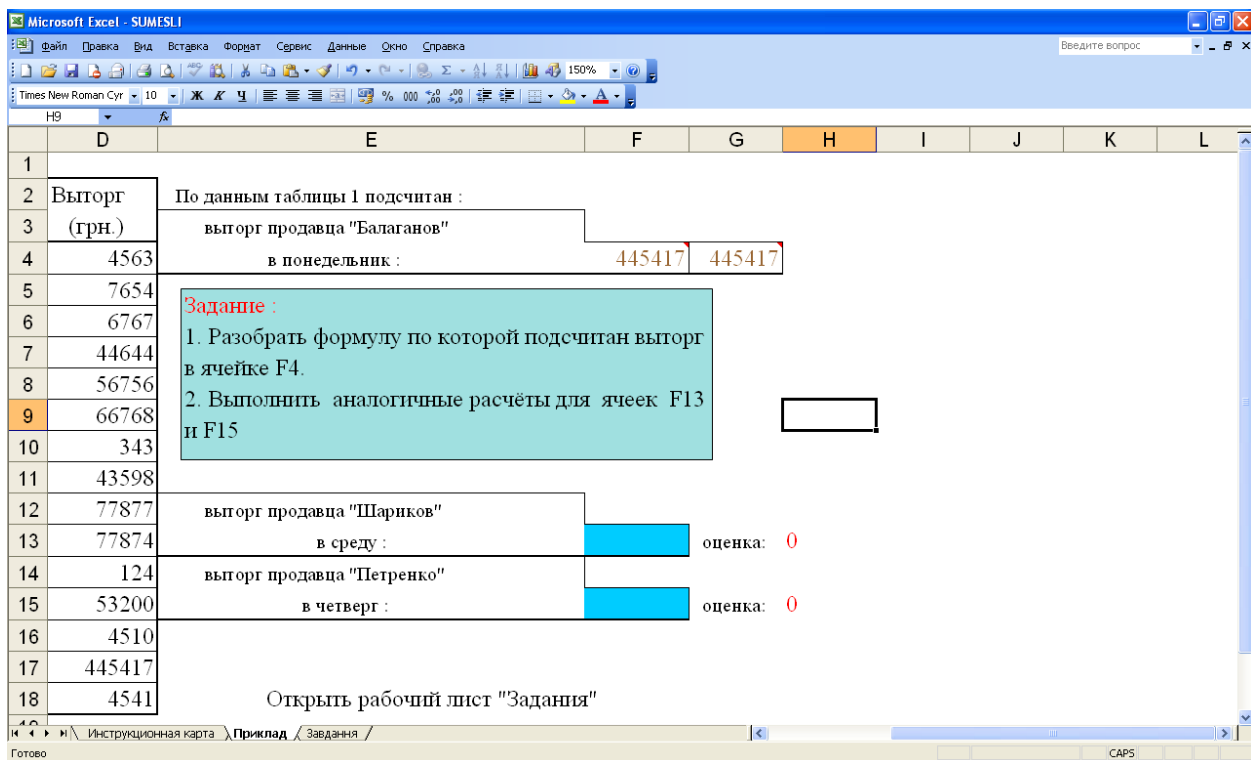 Microsoft Excel - SUMESLI
Файл Правка Вид Вставка Формат Сервис Данные Окно Справка Введите вопрос
150%
Times New Roman Cyr 10 Ж К Ч % 000
H9 fx
D E F G H I J K L
1
2 Выторг По данным таблицы 1 подсчитан :
3 (грн.) выторг продавца "Балаганов"
4 4563 в понедельник : 445417 445417
5 7654
Задание :
6 6767
1. Разобрать формулу по которой подсчитан выторг
7 44644
в ячейке F4.
8 56756
2. Выполнить аналогичные расчёты для ячеек F13
9 66768
и F15
10 343
11 43598
12 77877 выторг продавца "Шариков"
13 77874 в среду : оценка: 0
14 124 выторг продавца "Петренко"
15 53200 в четверг : оценка: 0
16 4510
17 445417
18 4541 Открыть рабочий лист "Задания"
Инструкционная карта Приклад Завдання
Готово CAPS